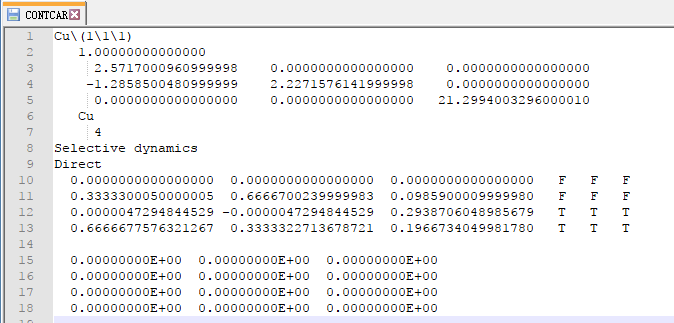 CONTCAR
1 Cu\(1\1\1)
2 1.00000000000000
3 2.5717000960999998 0.0000000000000000 0.0000000000000000
4 -1.2858500480999999 2.2271576141999998 0.0000000000000000
5 0.0000000000000000 0.0000000000000000 21.2994003296000010
6 Cu
7 4
8 Selective dynamics
9 Direct
10 0.0000000000000000 0.0000000000000000 0.0000000000000000 F F F
11 0.3333300050000005 0.6666700239999983 0.0985900009999980 F F F
12 0.0000047294844529 -0.0000047294844529 0.2938706048985679 T T T
13 0.6666677576321267 0.3333322713678721 0.1966734049981780 T T T
14
15 0.00000000E+00 0.00000000E+00 0.00000000E+00
16 0.00000000E+00 0.00000000E+00 0.00000000E+00
17 0.00000000E+00 0.00000000E+00 0.00000000E+00
18 0.00000000E+00 0.00000000E+00 0.00000000E+00